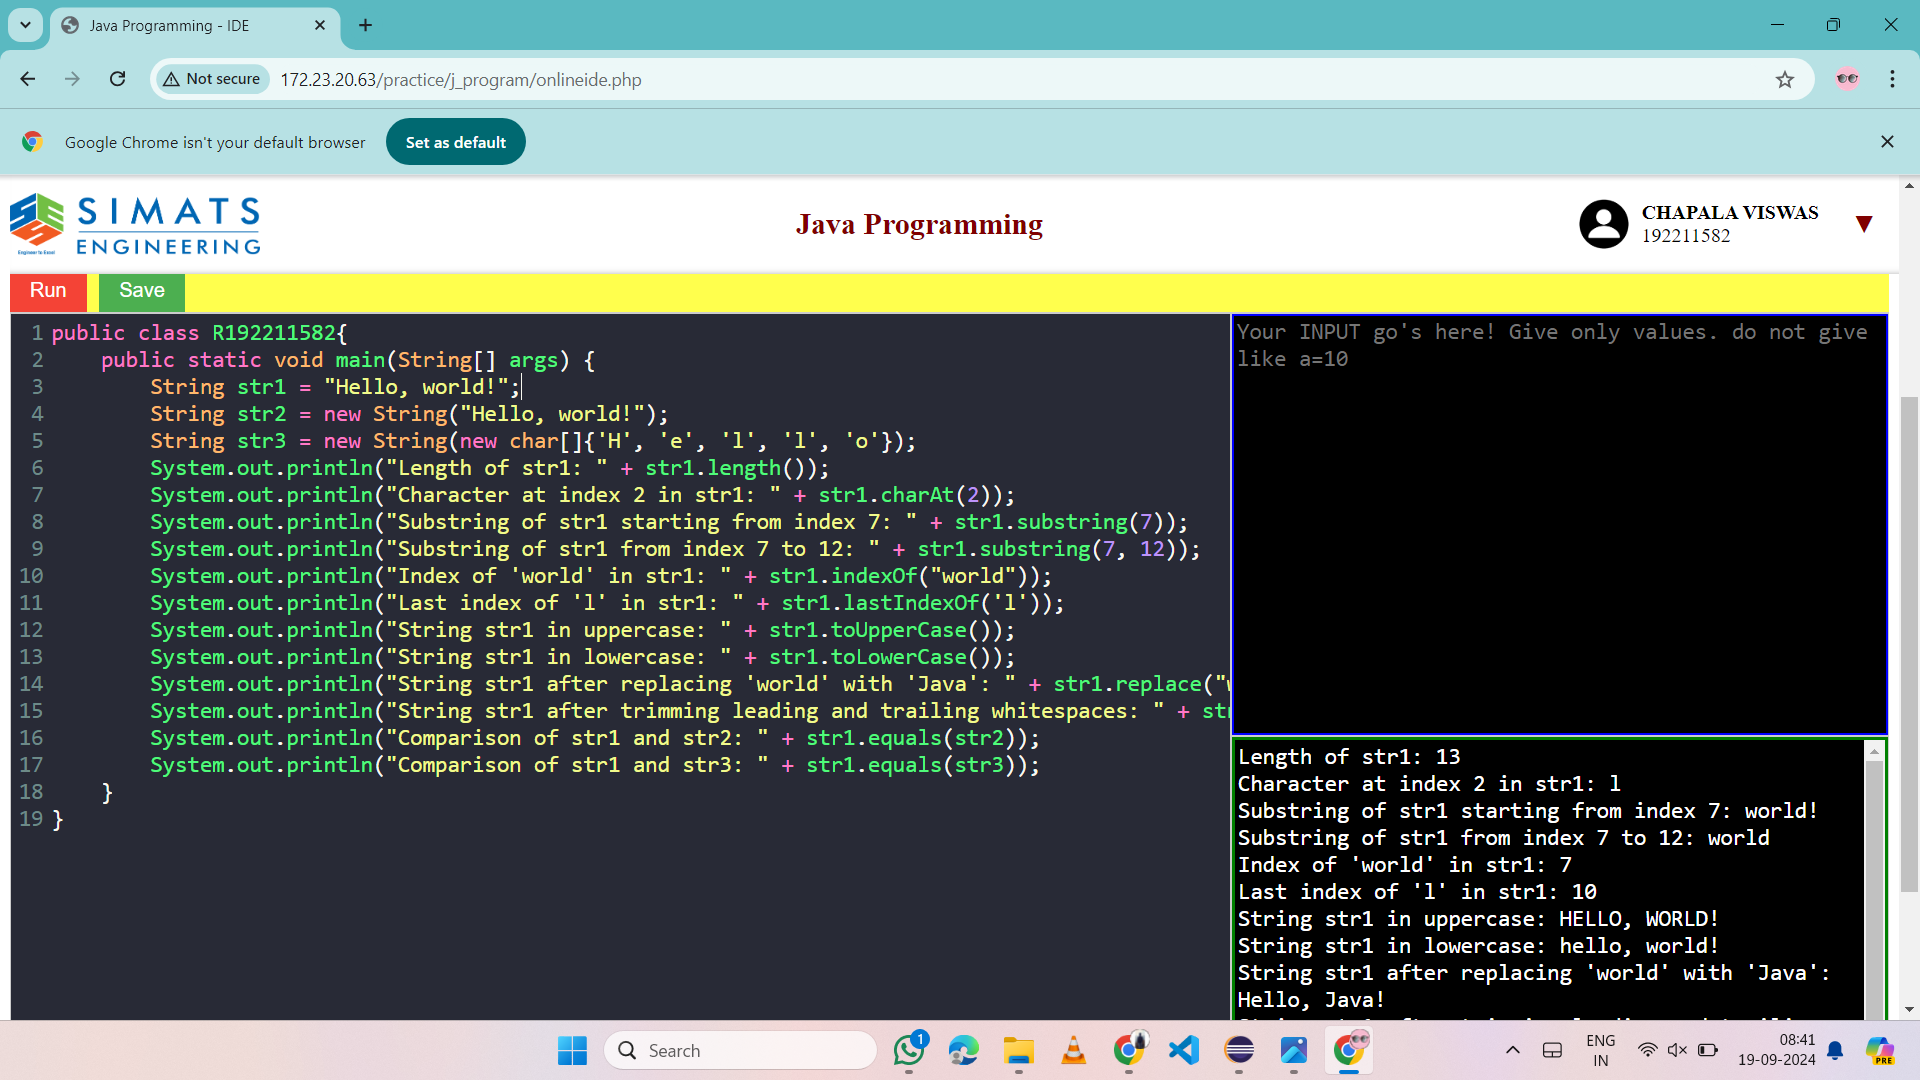 Java Programming - IDE
Not secure
172.23.20.63/practice/j_program/onlineide.php
Google Chrome isn't your default browser
Set as default
SIMATS
ENGINEERING
Engineer to Excel
Java Programming
CHAPALA VISWAS
192211582
Run
Save
1 public class R192211582{
2     public static void main(String[] args) {
3         String str1 = "Hello, world!";
4         String str2 = new String("Hello, world!");
5         String str3 = new String(new char[]{'H', 'e', 'l', 'l', 'o'});
6         System.out.println("Length of str1: " + str1.length());
7         System.out.println("Character at index 2 in str1: " + str1.charAt(2));
8         System.out.println("Substring of str1 starting from index 7: " + str1.substring(7));
9         System.out.println("Substring of str1 from index 7 to 12: " + str1.substring(7, 12));
10         System.out.println("Index of 'world' in str1: " + str1.indexOf("world"));
11         System.out.println("Last index of 'l' in str1: " + str1.lastIndexOf('l'));
12         System.out.println("String str1 in uppercase: " + str1.toUpperCase());
13         System.out.println("String str1 in lowercase: " + str1.toLowerCase());
14         System.out.println("String str1 after replacing 'world' with 'Java': " + str1.replace("
15         System.out.println("String str1 after trimming leading and trailing whitespaces: " + str
16         System.out.println("Comparison of str1 and str2: " + str1.equals(str2));
17         System.out.println("Comparison of str1 and str3: " + str1.equals(str3));
18     }
19 }
Your INPUT go's here! Give only values. do not give
like a=10
Length of str1: 13
Character at index 2 in str1: l
Substring of str1 starting from index 7: world!
Substring of str1 from index 7 to 12: world
Index of 'world' in str1: 7
Last index of 'l' in str1: 10
String str1 in uppercase: HELLO, WORLD!
String str1 in lowercase: hello, world!
String str1 after replacing 'world' with 'Java':
Hello, Java!
Search
1
ENG
IN
08:41
19-09-2024
PRE